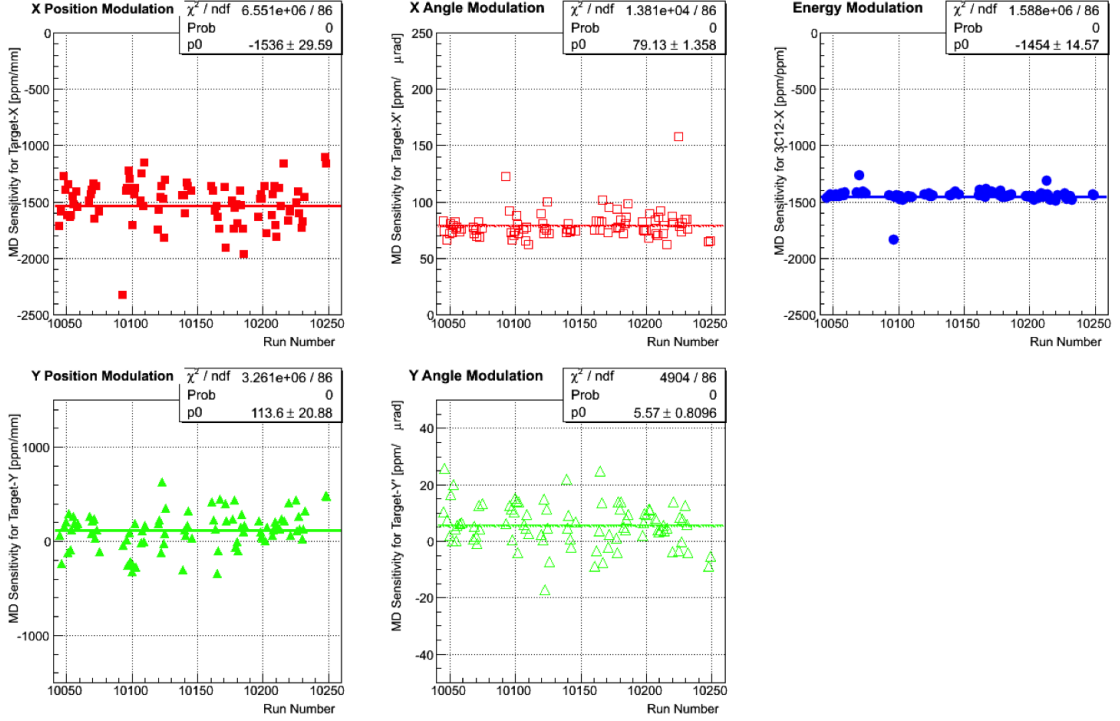 X Position Modulation
χ² / ndf 6.551e+06 / 86
Prob 0
p0 -1536 ± 29.59
MD Sensitivity for Target-X [ppm/mm]
0
-500
-1000
-1500
-2000
-2500
10050 10100 10150 10200 10250
Run Number
X Angle Modulation
χ² / ndf 1.381e+04 / 86
Prob 0
p0 79.13 ± 1.358
MD Sensitivity for Target-X' [ppm/ μrad]
250
200
150
100
50
0
10050 10100 10150 10200 10250
Run Number
Energy Modulation
χ² / ndf 1.588e+06 / 86
Prob 0
p0 -1454 ± 14.57
MD Sensitivity for 3C12-X [ppm/ppm]
0
-500
-1000
-1500
-2000
-2500
10050 10100 10150 10200 10250
Run Number
Y Position Modulation
χ² / ndf 3.261e+06 / 86
Prob 0
p0 113.6 ± 20.88
MD Sensitivity for Target-Y [ppm/mm]
1000
0
-1000
10050 10100 10150 10200 10250
Run Number
Y Angle Modulation
χ² / ndf 4904 / 86
Prob 0
p0 5.57 ± 0.8096
MD Sensitivity for Target-Y' [ppm/ μrad]
40
20
0
-20
-40
10050 10100 10150 10200 10250
Run Number